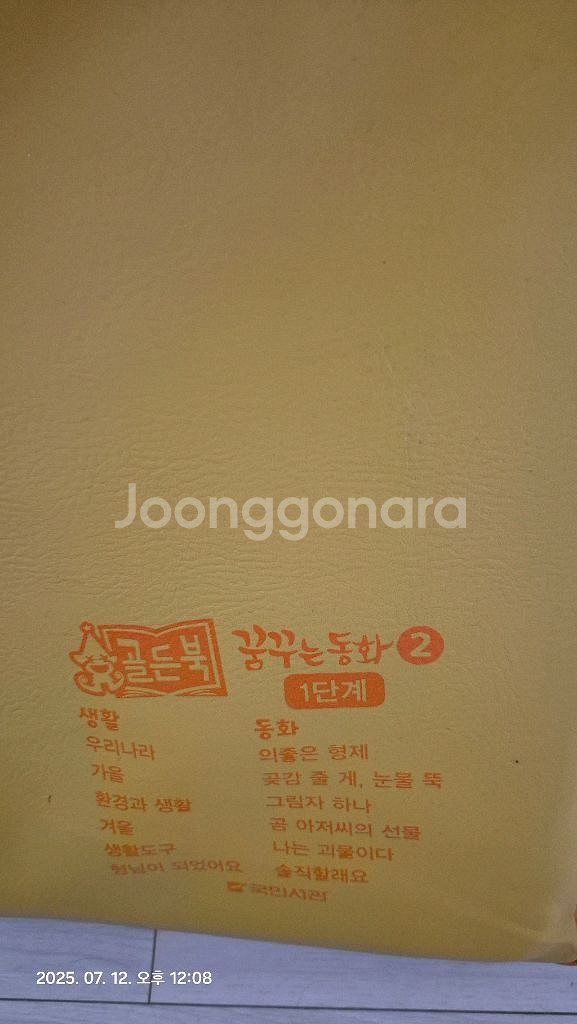 Joonggonara
골든북 꿈꾸는 동화 2
1단계
생활
우리나라
가을
환경과 생활
겨울
생활도구
형님이 되었어요
동화
의좋은 형제
곶감 줄 게, 눈물 뚝
그림자 하나
곰 아저씨의 선물
나는 괴물이다
솔직할래요
국민서관
2025. 07. 12. 오후 12:08